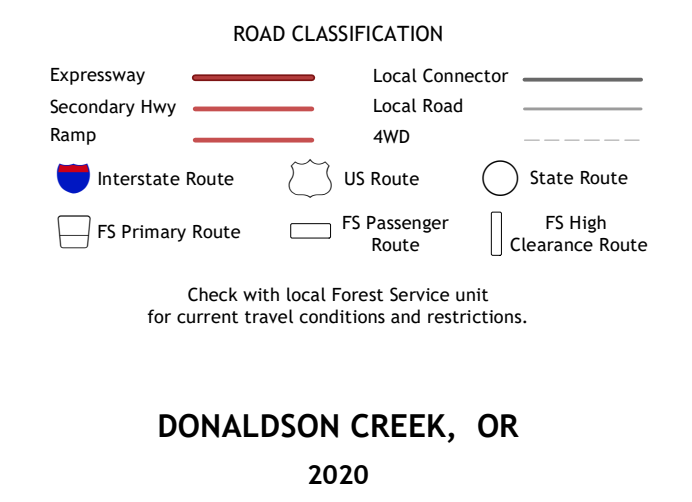 ROAD CLASSIFICATION
Expressway
Local Connector
Secondary Hwy
Local Road
Ramp
4WD
Interstate Route
US Route
State Route
FS Primary Route
FS Passenger
Route
FS High
Clearance Route
Check with local Forest Service unit
for current travel conditions and restrictions.
DONALDSON CREEK, OR
2020